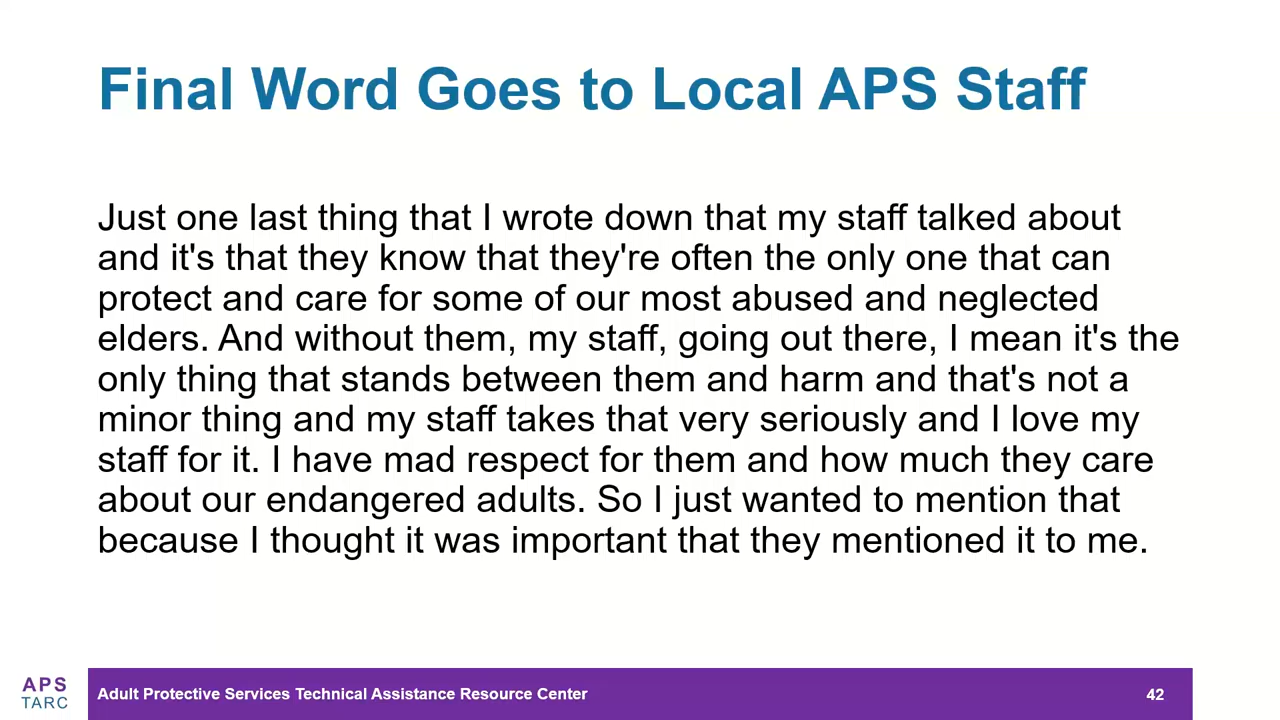 Final Word Goes to Local APS Staff
Just one last thing that I wrote down that my staff talked about
and it's that they know that they're often the only one that can
protect and care for some of our most abused and neglected
elders. And without them, my staff, going out there, I mean it's the
only thing that stands between them and harm and that's not a
minor thing and my staff takes that very seriously and I love my
staff for it. I have mad respect for them and how much they care
about our endangered adults. So I just wanted to mention that
because I thought it was important that they mentioned it to me.
APS
TARC
Adult Protective Services Technical Assistance Resource Center
42